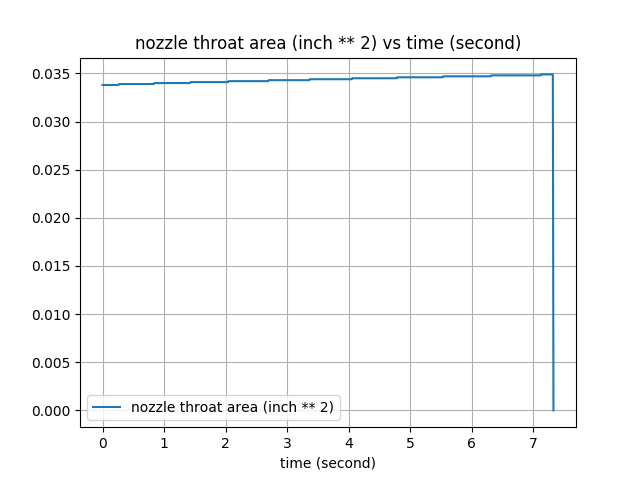 nozzle throat area (inch ** 2) vs time (second)
0.035
0.030
0.025
0.020
0.015
0.010
0.005
0.000
nozzle throat area (inch ** 2)
0 1 2 3 4 5 6 7
time (second)